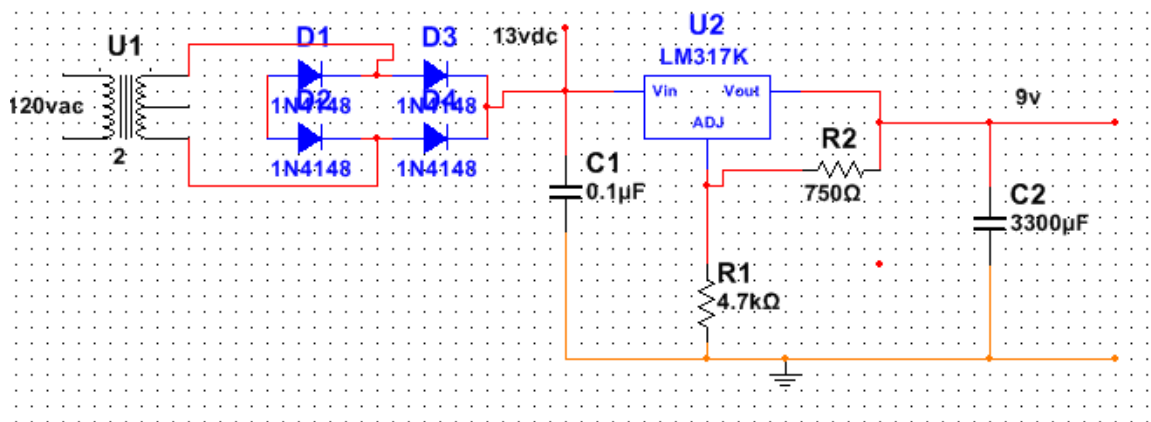 U1
120vac
2
D1
1N4148
D3
1N4148
D2
1N4148
D4
1N4148
13vdc
U2
LM317K
Vin
Vout
ADJ
9v
R2
750Ω
C1
0.1µF
C2
3300µF
R1
4.7kΩ